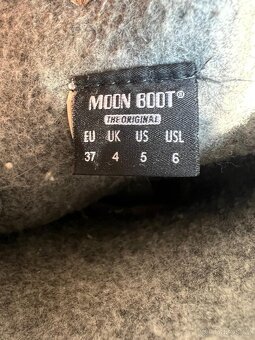 MOON BOOT®
THE ORIGINAL
EU UK US USL
37 4 5 6